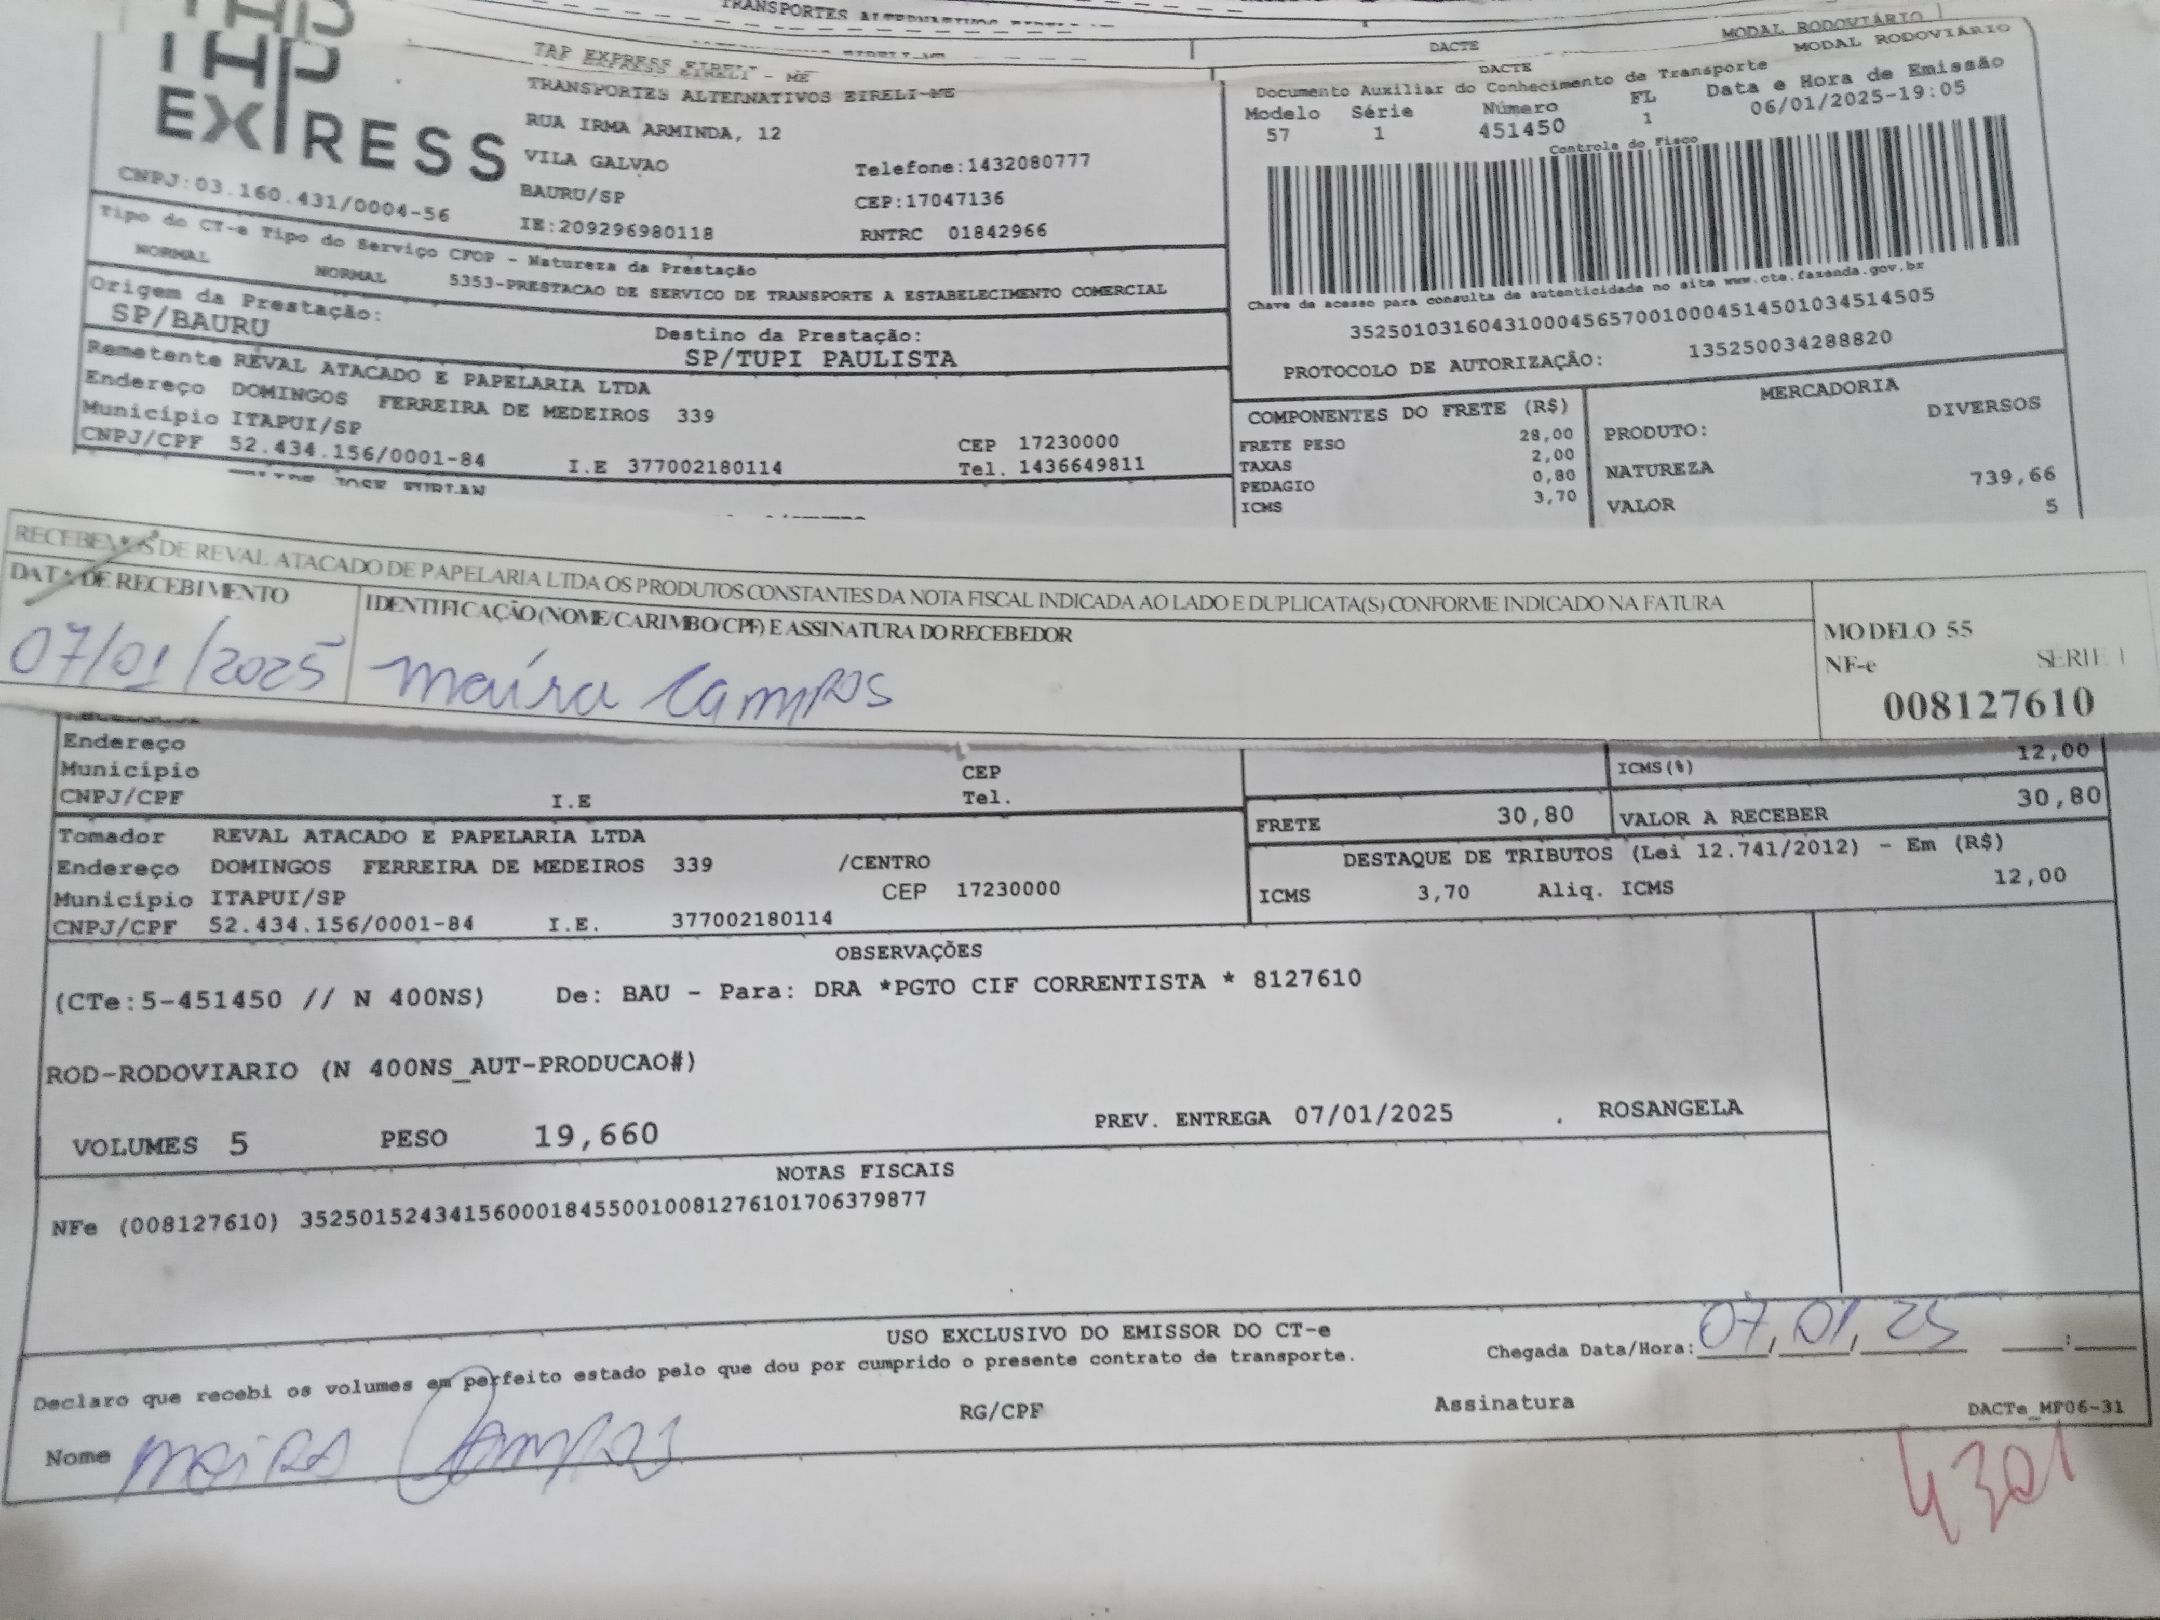 TRANSPORTES ALTERNATIVOS EIRELI-ME
MODAL RODOVIÁRIO
DACTE
TAP
EXPRESS
TAP EXPRESS EIRELI - ME
TRANSPORTES ALTERNATIVOS EIRELI-ME
RUA IRMA ARMINDA, 12
VILA GALVAO Telefone:1432080777
BAURU/SP CEP:17047136
CNPJ:03.160.431/0004-56 IE:209296980118 RNTRC 01842966
MODAL RODOVIÁRIO
DACTE
Documento Auxiliar do Conhecimento de Transporte
Modelo Série Número FL Data e Hora de Emissão
57 1 451450 1 06/01/2025-19:05
Controle do Fisco
Chave de acesso para consulta de autenticidade no site www.cte.fazenda.gov.br
35250103160431000456570010004514501034514505
PROTOCOLO DE AUTORIZAÇÃO: 135250034288820
Tipo do CT-e Tipo do Serviço CFOP - Natureza da Prestação
NORMAL NORMAL 5353-PRESTACAO DE SERVICO DE TRANSPORTE A ESTABELECIMENTO COMERCIAL
Origem da Prestação: Destino da Prestação:
SP/BAURU SP/TUPI PAULISTA
Remetente REVAL ATACADO E PAPELARIA LTDA
Endereço DOMINGOS FERREIRA DE MEDEIROS 339
Município ITAPUI/SP CEP 17230000
CNPJ/CPF 52.434.156/0001-84 I.E 377002180114 Tel. 1436649811
JOSE FURLAN
COMPONENTES DO FRETE (R$) MERCADORIA
FRETE PESO 28,00 PRODUTO: DIVERSOS
TAXAS 2,00
PEDAGIO 0,80 NATUREZA 739,66
ICMS 3,70 VALOR 5
RECEBEMOS DE REVAL ATACADO DE PAPELARIA LTDA OS PRODUTOS CONSTANTES DA NOTA FISCAL INDICADA AO LADO E DUPLICATA(S) CONFORME INDICADO NA FATURA
DATA DE RECEBIMENTO IDENTIFICAÇÃO (NOME/CARIMBO/CPF) E ASSINATURA DO RECEBEDOR
07/01/2025 Maíra Campos
MODELO 55
NF-e SERIE 1
008127610
Endereço
Município CEP
CNPJ/CPF I.E Tel.
ICMS(%) 12,00
FRETE 30,80 VALOR A RECEBER 30,80
Tomador REVAL ATACADO E PAPELARIA LTDA
Endereço DOMINGOS FERREIRA DE MEDEIROS 339 /CENTRO
Município ITAPUI/SP CEP 17230000
CNPJ/CPF 52.434.156/0001-84 I.E. 377002180114
DESTAQUE DE TRIBUTOS (Lei 12.741/2012) - Em (R$)
ICMS 3,70 Aliq. ICMS 12,00
OBSERVAÇÕES
(CTe:5-451450 // N 400NS) De: BAU - Para: DRA *PGTO CIF CORRENTISTA * 8127610
ROD-RODOVIARIO (N 400NS_AUT-PRODUCAO#)
VOLUMES 5 PESO 19,660 PREV. ENTREGA 07/01/2025 . ROSANGELA
NOTAS FISCAIS
NFe (008127610) 35250152434156000184550010081276101706379877
USO EXCLUSIVO DO EMISSOR DO CT-e
Declaro que recebi os volumes em perfeito estado pelo que dou por cumprido o presente contrato de transporte. Chegada Data/Hora: 07,01,25 :
Nome Maira Campos RG/CPF Assinatura DACTe_MF06-31
4301